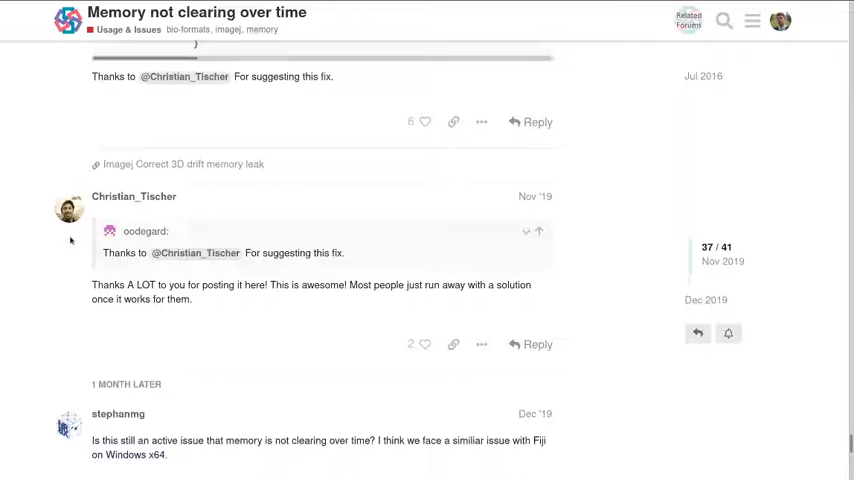 Memory not clearing over time
Usage & Issues bio-formats, imagej, memory
Related
Forums
}
Thanks to @Christian_Tischer For suggesting this fix.
Jul 2016
6 Reply
Imagej Correct 3D drift memory leak
Christian_Tischer Nov '19
oodegard:
Thanks to @Christian_Tischer For suggesting this fix.
37 / 41
Nov 2019
Thanks A LOT to you for posting it here! This is awesome! Most people just run away with a solution
once it works for them.
Dec 2019
2 Reply
1 MONTH LATER
stephanmg Dec '19
Is this still an active issue that memory is not clearing over time? I think we face a similiar issue with Fiji
on Windows x64.